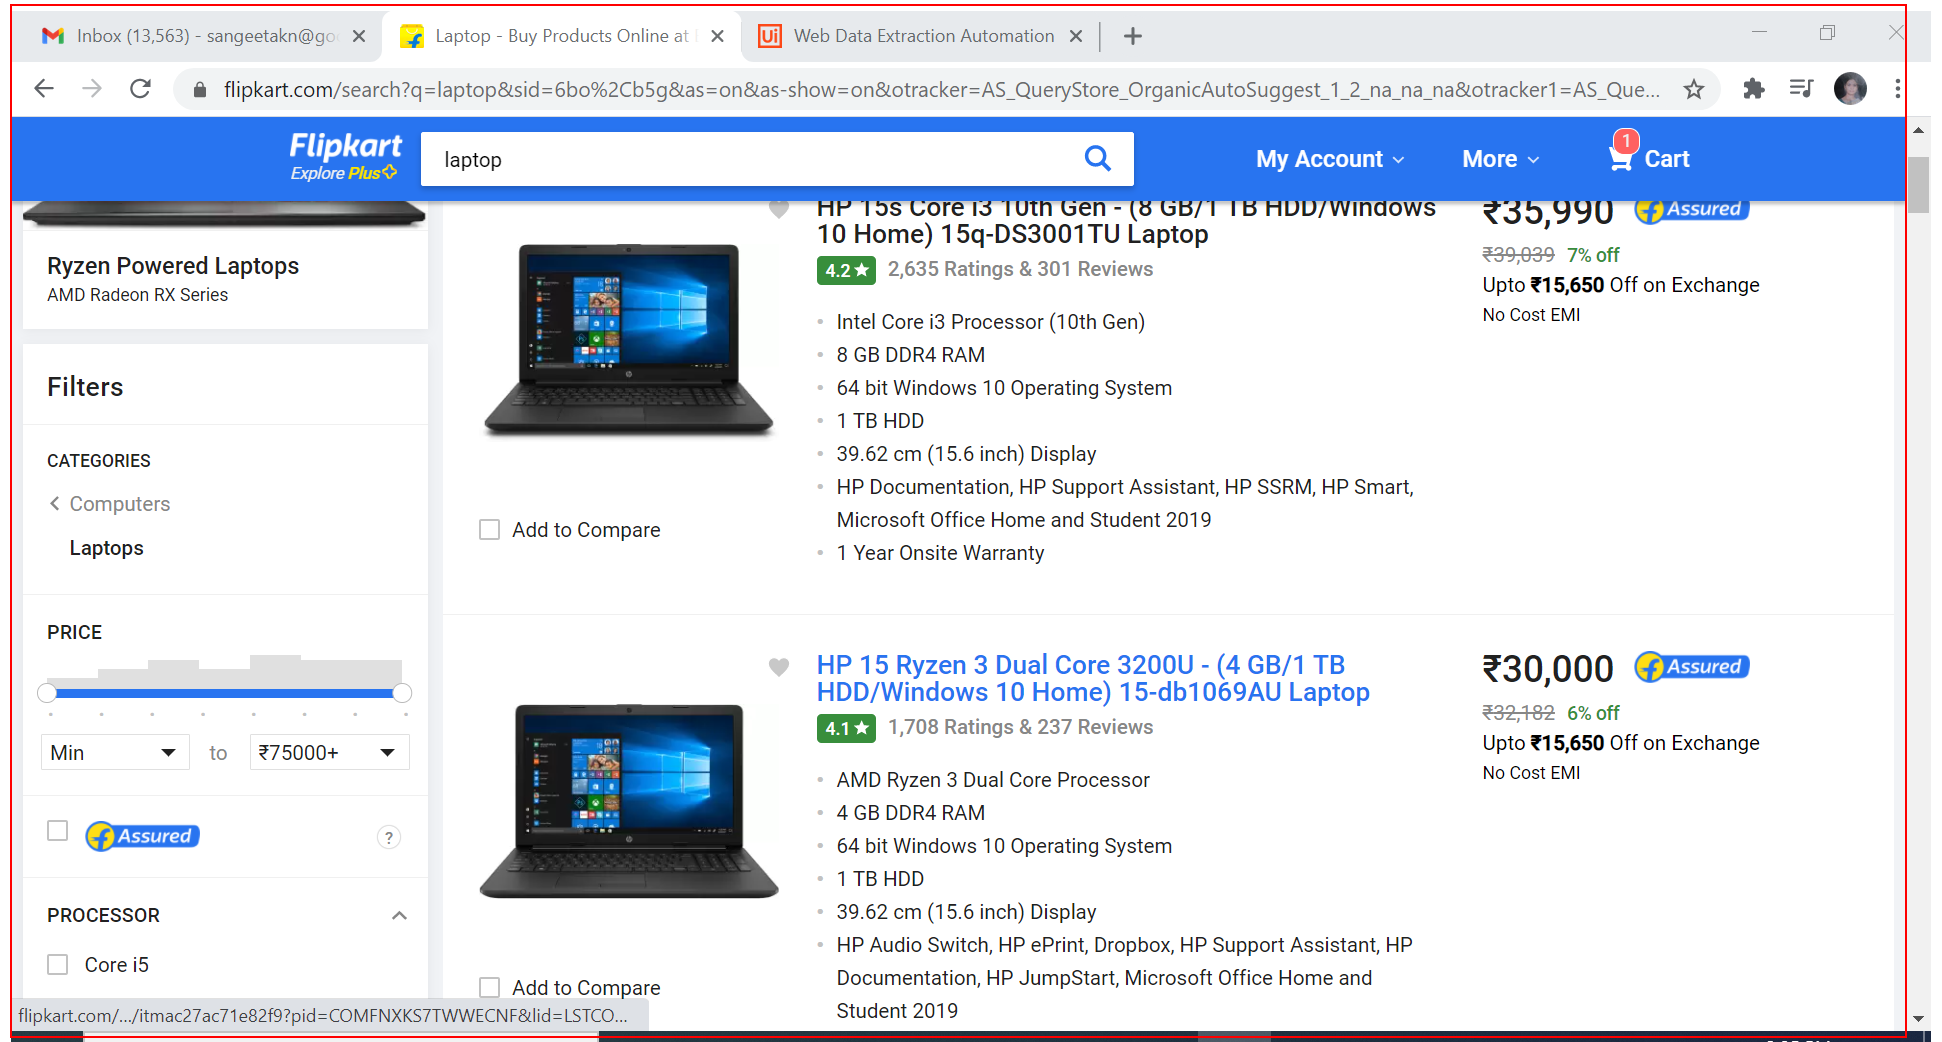 Inbox (13,563) - sangeetakn@go
Laptop - Buy Products Online at
Web Data Extraction Automation
flipkart.com/search?q=laptop&sid=6bo%2Cb5g&as=on&as-show=on&otracker=AS_QueryStore_OrganicAutoSuggest_1_2_na_na_na&otracker1=AS_Que...
Flipkart
Explore Plus
laptop
My Account
More
1
Cart
Ryzen Powered Laptops
AMD Radeon RX Series
Filters
CATEGORIES
Computers
Laptops
PRICE
Min to ₹75000+
Assured
?
PROCESSOR
Core i5
HP 15s Core i3 10th Gen - (8 GB/1 TB HDD/Windows
10 Home) 15q-DS3001TU Laptop
4.2★ 2,635 Ratings & 301 Reviews
Intel Core i3 Processor (10th Gen)
8 GB DDR4 RAM
64 bit Windows 10 Operating System
1 TB HDD
39.62 cm (15.6 inch) Display
HP Documentation, HP Support Assistant, HP SSRM, HP Smart,
Microsoft Office Home and Student 2019
1 Year Onsite Warranty
Add to Compare
₹35,990 Assured
₹39,039 7% off
Upto ₹15,650 Off on Exchange
No Cost EMI
HP 15 Ryzen 3 Dual Core 3200U - (4 GB/1 TB
HDD/Windows 10 Home) 15-db1069AU Laptop
4.1★ 1,708 Ratings & 237 Reviews
AMD Ryzen 3 Dual Core Processor
4 GB DDR4 RAM
64 bit Windows 10 Operating System
1 TB HDD
39.62 cm (15.6 inch) Display
HP Audio Switch, HP ePrint, Dropbox, HP Support Assistant, HP
Documentation, HP JumpStart, Microsoft Office Home and
Student 2019
Add to Compare
₹30,000 Assured
₹32,182 6% off
Upto ₹15,650 Off on Exchange
No Cost EMI
flipkart.com/.../itmac27ac71e82f9?pid=COMFNXKS7TWWECNF&lid=LSTCO...